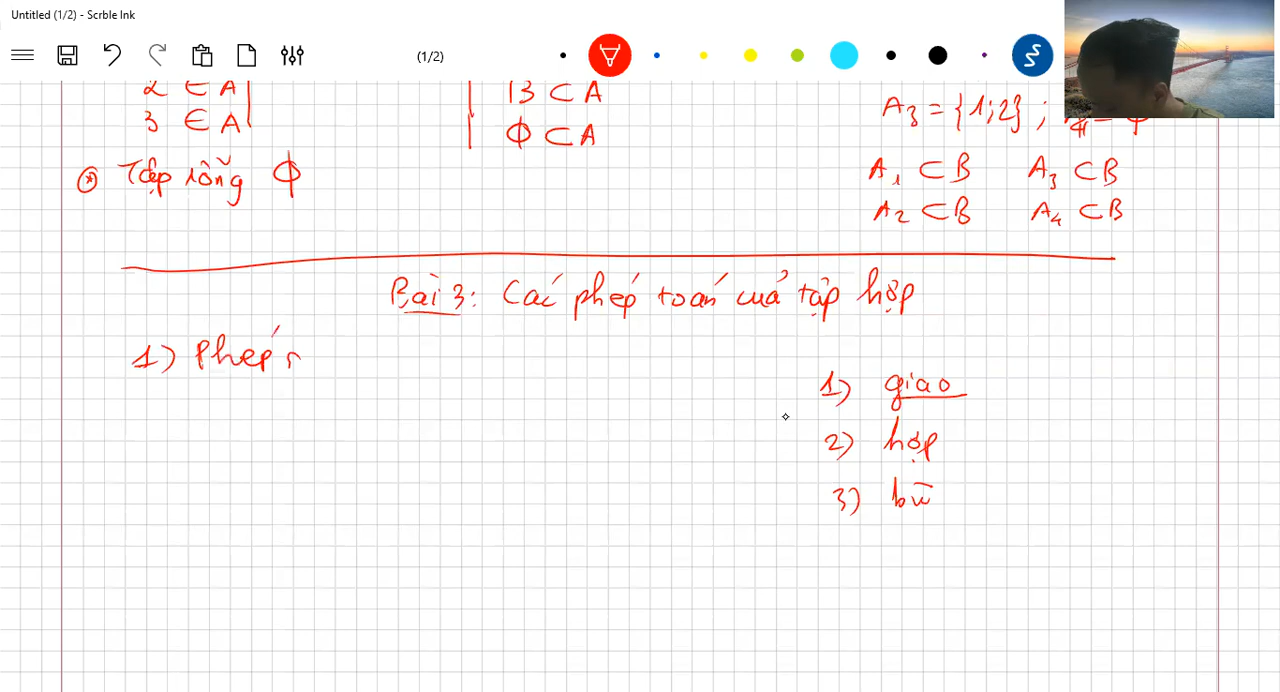 Untitled (1/2) - Scrble Ink
(1/2)
2 ∈ A
3 ∈ A
B ⊂ A
ϕ ⊂ A
A₃ = {1;2} ;
⊛ Tập rỗng ϕ
A₁ ⊂ B A₃ ⊂ B
A₂ ⊂ B A₄ ⊂ B
Bài 3: Các phép toán của tập hợp
1) Phép
1) giao
2) hợp
3) bù